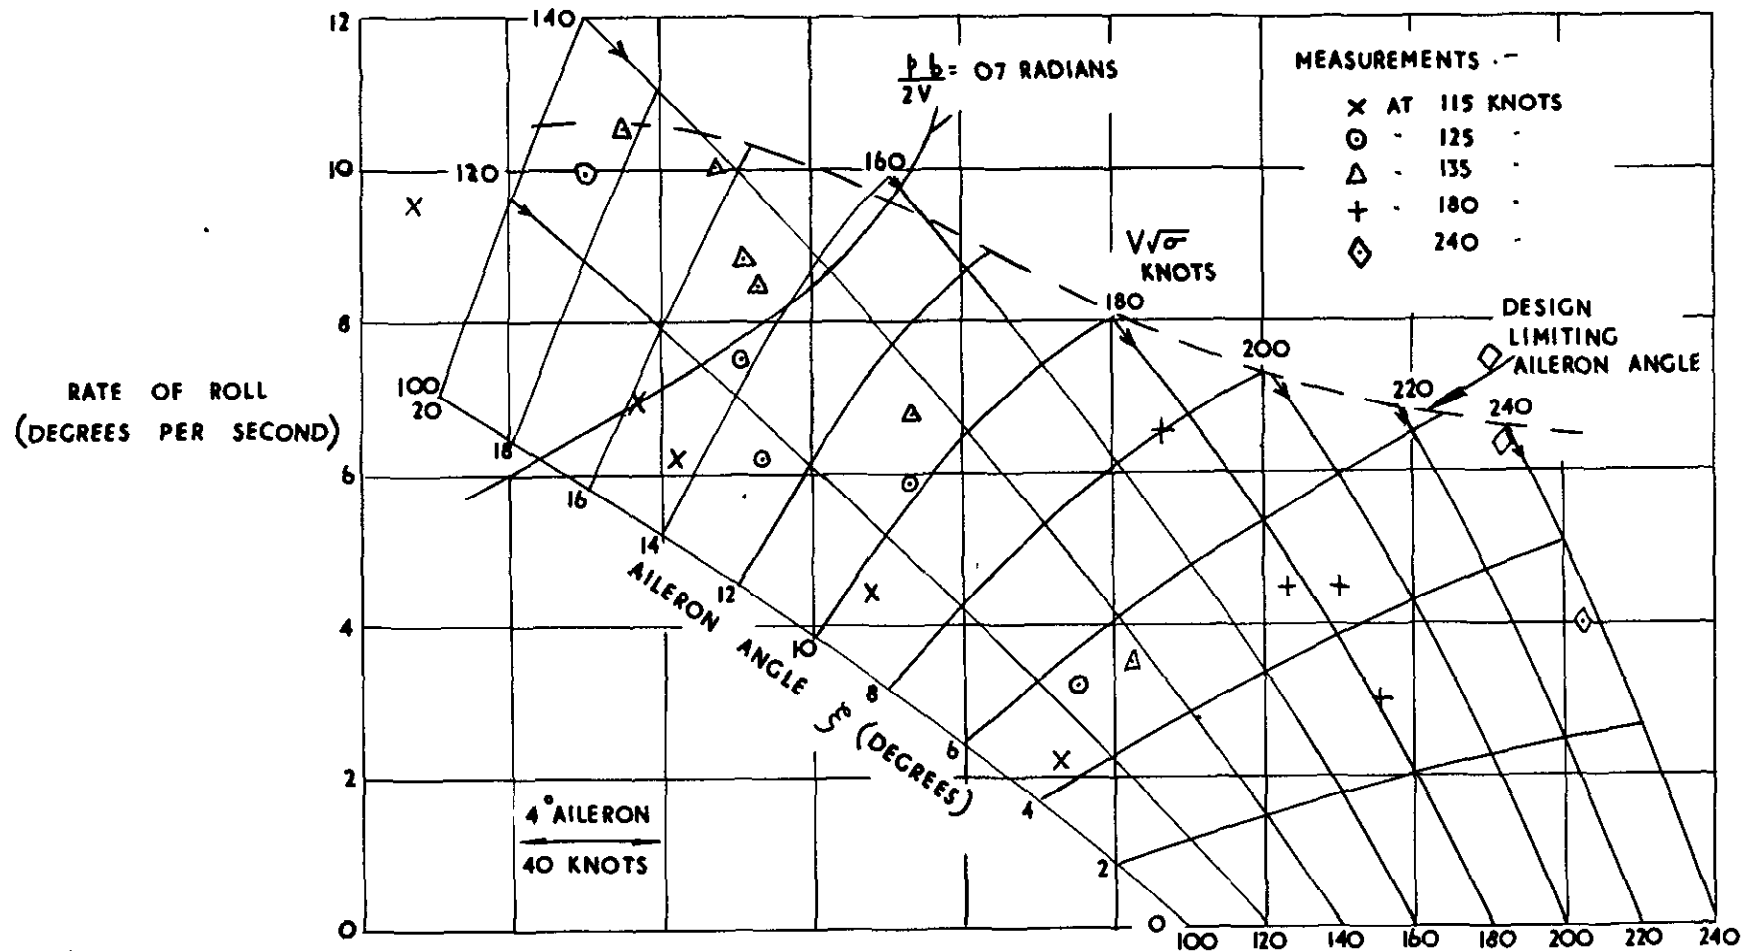 12
140
p b = 07 RADIANS
2V
MEASUREMENTS .-
X AT 115 KNOTS
125
135
180
240
10
120
160
V√σ
KNOTS
180
DESIGN
LIMITING
AILERON ANGLE
8
200
220
240
RATE OF ROLL
(DEGREES PER SECOND)
100
20
18
6
16
14
12
AILERON ANGLE ξ (DEGREES)
4
10
8
6
2
4
4° AILERON
40 KNOTS
2
0
0
100 120 140 160 180 200 220 240